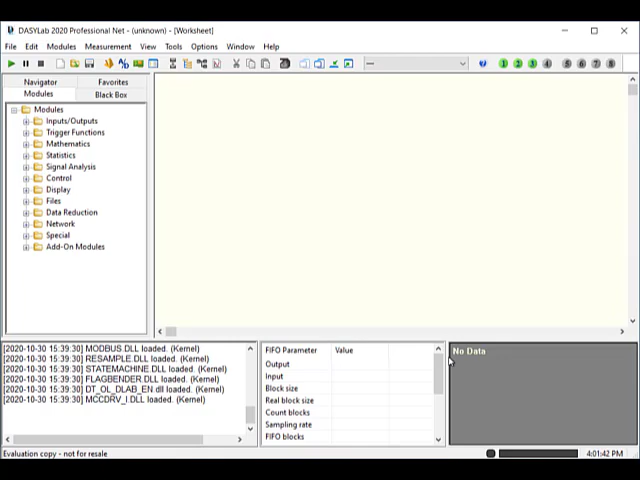 DASYLab 2020 Professional Net - (unknown) - [Worksheet]
File Edit Modules Measurement View Tools Options Window Help
Navigator Favorites
Modules Black Box
Modules
Inputs/Outputs
Trigger Functions
Mathematics
Statistics
Signal Analysis
Control
Display
Files
Data Reduction
Network
Special
Add-On Modules
[2020-10-30 15:39:30] MODBUS.DLL loaded. (Kernel)
[2020-10-30 15:39:30] RESAMPLE.DLL loaded. (Kernel)
[2020-10-30 15:39:30] STATEMACHINE.DLL loaded. (Kernel)
[2020-10-30 15:39:30] FLAGBENDER.DLL loaded. (Kernel)
[2020-10-30 15:39:30] DT_OL_DLAB_EN dll loaded. (Kernel)
[2020-10-30 15:39:30] MCCDRV_I.DLL loaded. (Kernel)
FIFO Parameter Value
Output
Input
Block size
Real block size
Count blocks
Sampling rate
FIFO blocks
No Data
Evaluation copy - not for resale
4:01:42 PM